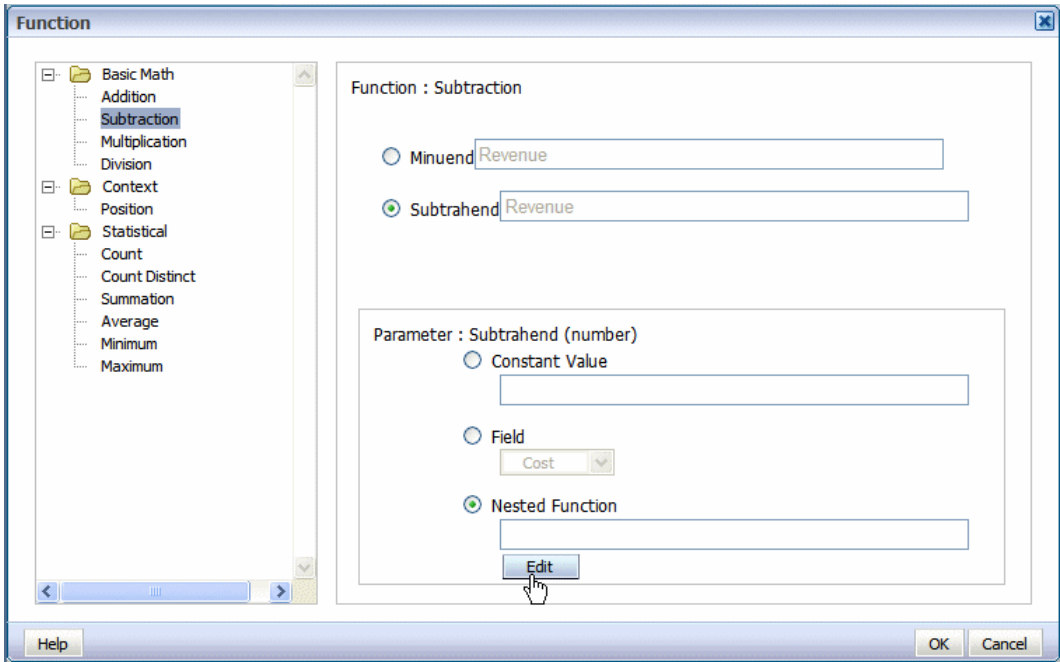 Function
Basic Math
Addition
Subtraction
Multiplication
Division
Context
Position
Statistical
Count
Count Distinct
Summation
Average
Minimum
Maximum
Function : Subtraction
Minuend Revenue
Subtrahend Revenue
Parameter : Subtrahend (number)
Constant Value
Field
Cost
Nested Function
Edit
Help OK Cancel